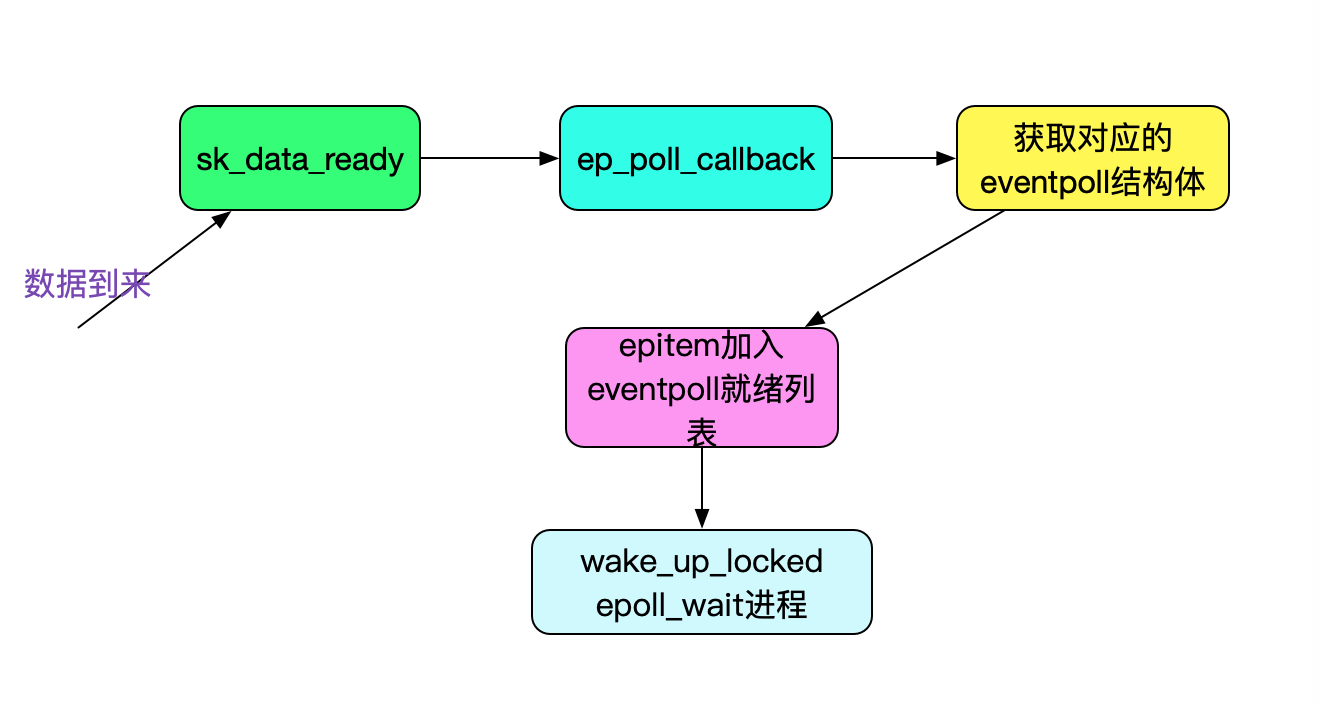 sk_data_ready
ep_poll_callback
获取对应的
eventpoll结构体
数据到来
epitem加入
eventpoll就绪列
表
wake_up_locked
epoll_wait进程